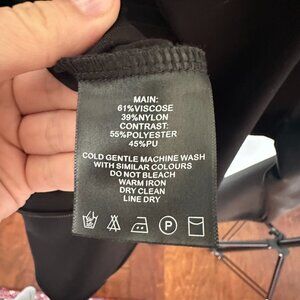 MAIN:
61%VISCOSE
39%NYLON
CONTRAST:
55%POLYESTER
45%PU
COLD GENTLE MACHINE WASH
WITH SIMILAR COLOURS
DO NOT BLEACH
WARM IRON
DRY CLEAN
LINE DRY
P